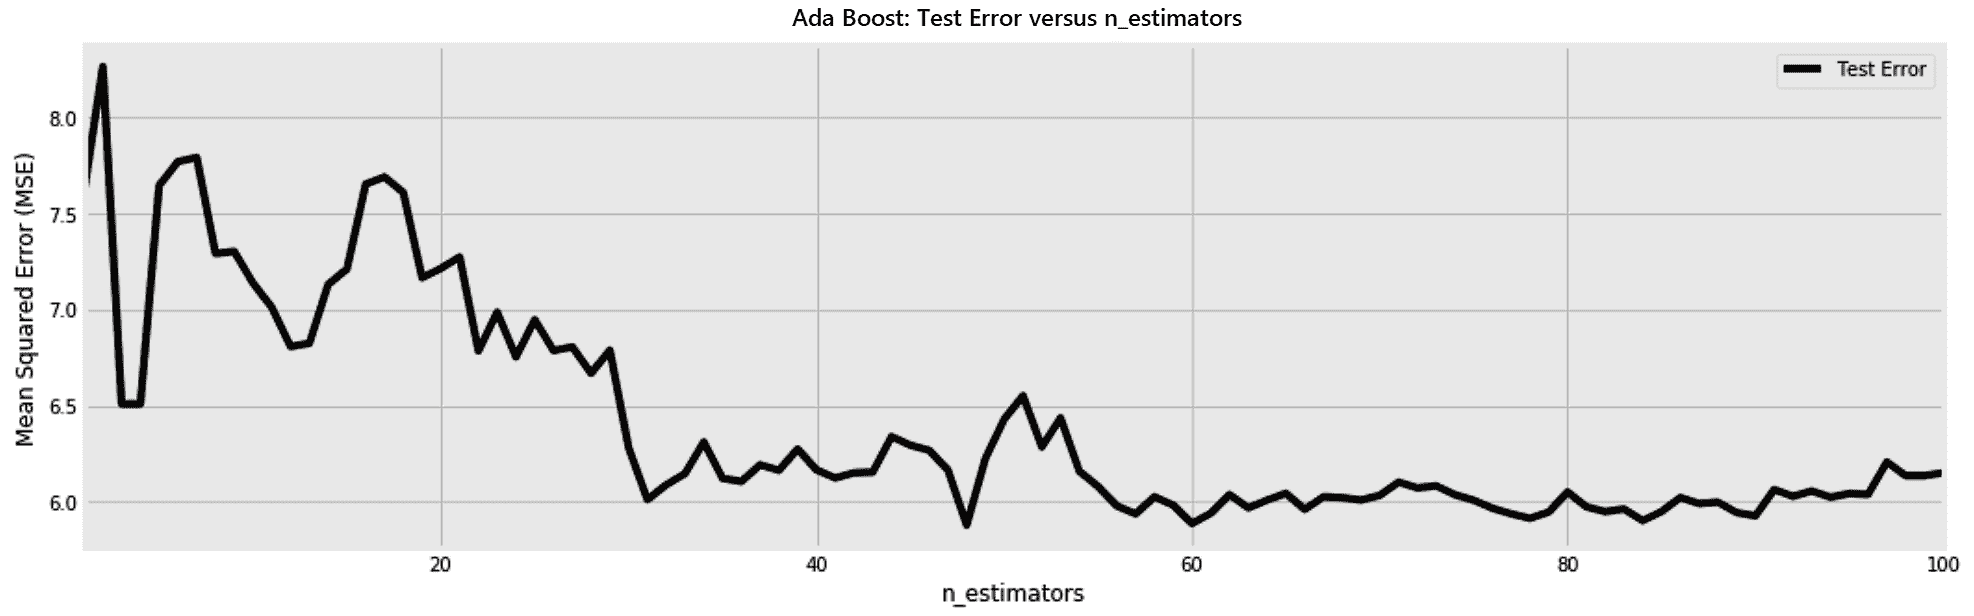 Ada Boost: Test Error versus n_estimators
Test Error
Mean Squared Error (MSE)
8.0
7.5
7.0
6.5
6.0
20 40 60 80 100
n_estimators